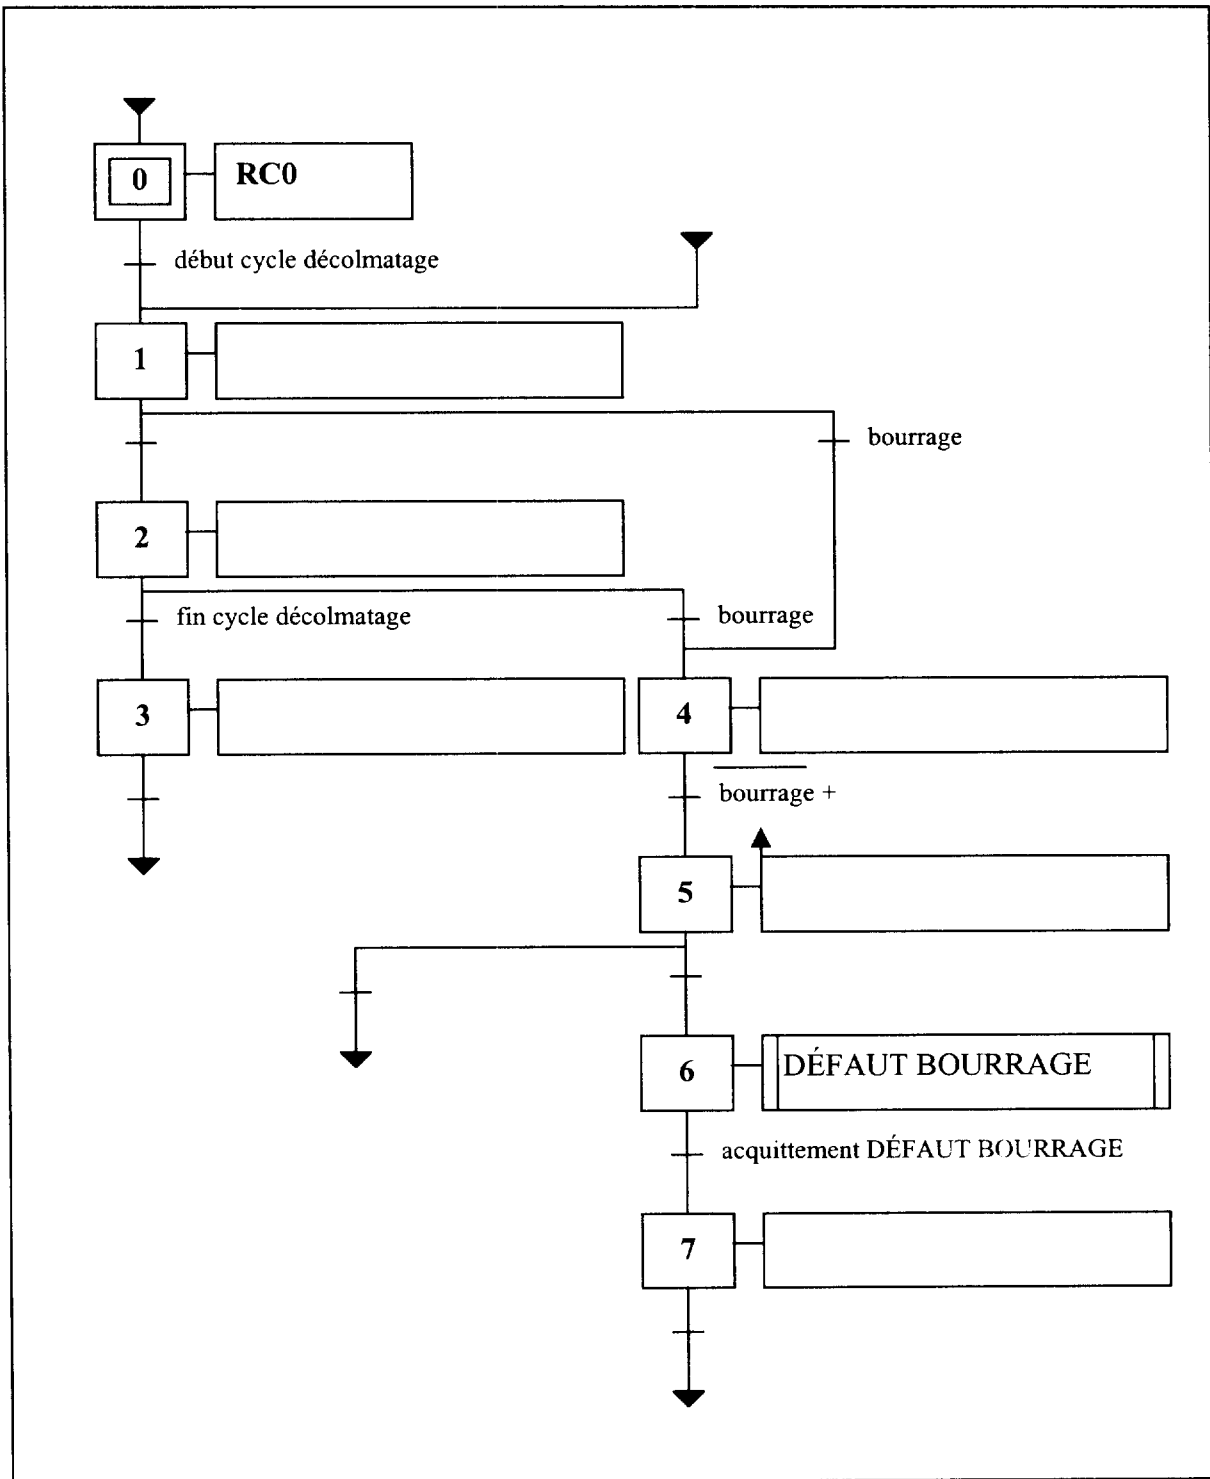 0
RC0
début cycle décolmatage
1
bourrage
2
fin cycle décolmatage
bourrage
3
4
bourrage +
5
6
DÉFAUT BOURRAGE
acquittement DÉFAUT BOURRAGE
7